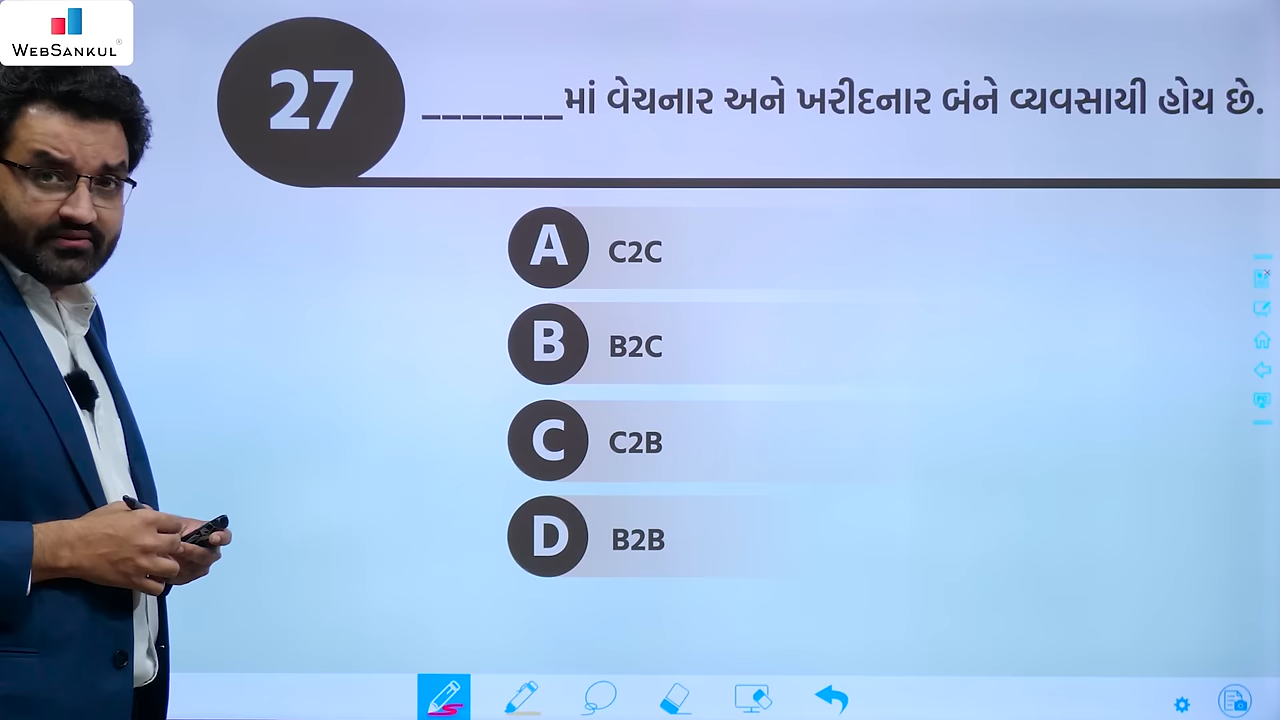 WEBSANKUL
27
_______માં વેચનાર અને ખરીદનાર બંને વ્યવસાયી હોય છે.
A C2C
B B2C
C C2B
D B2B